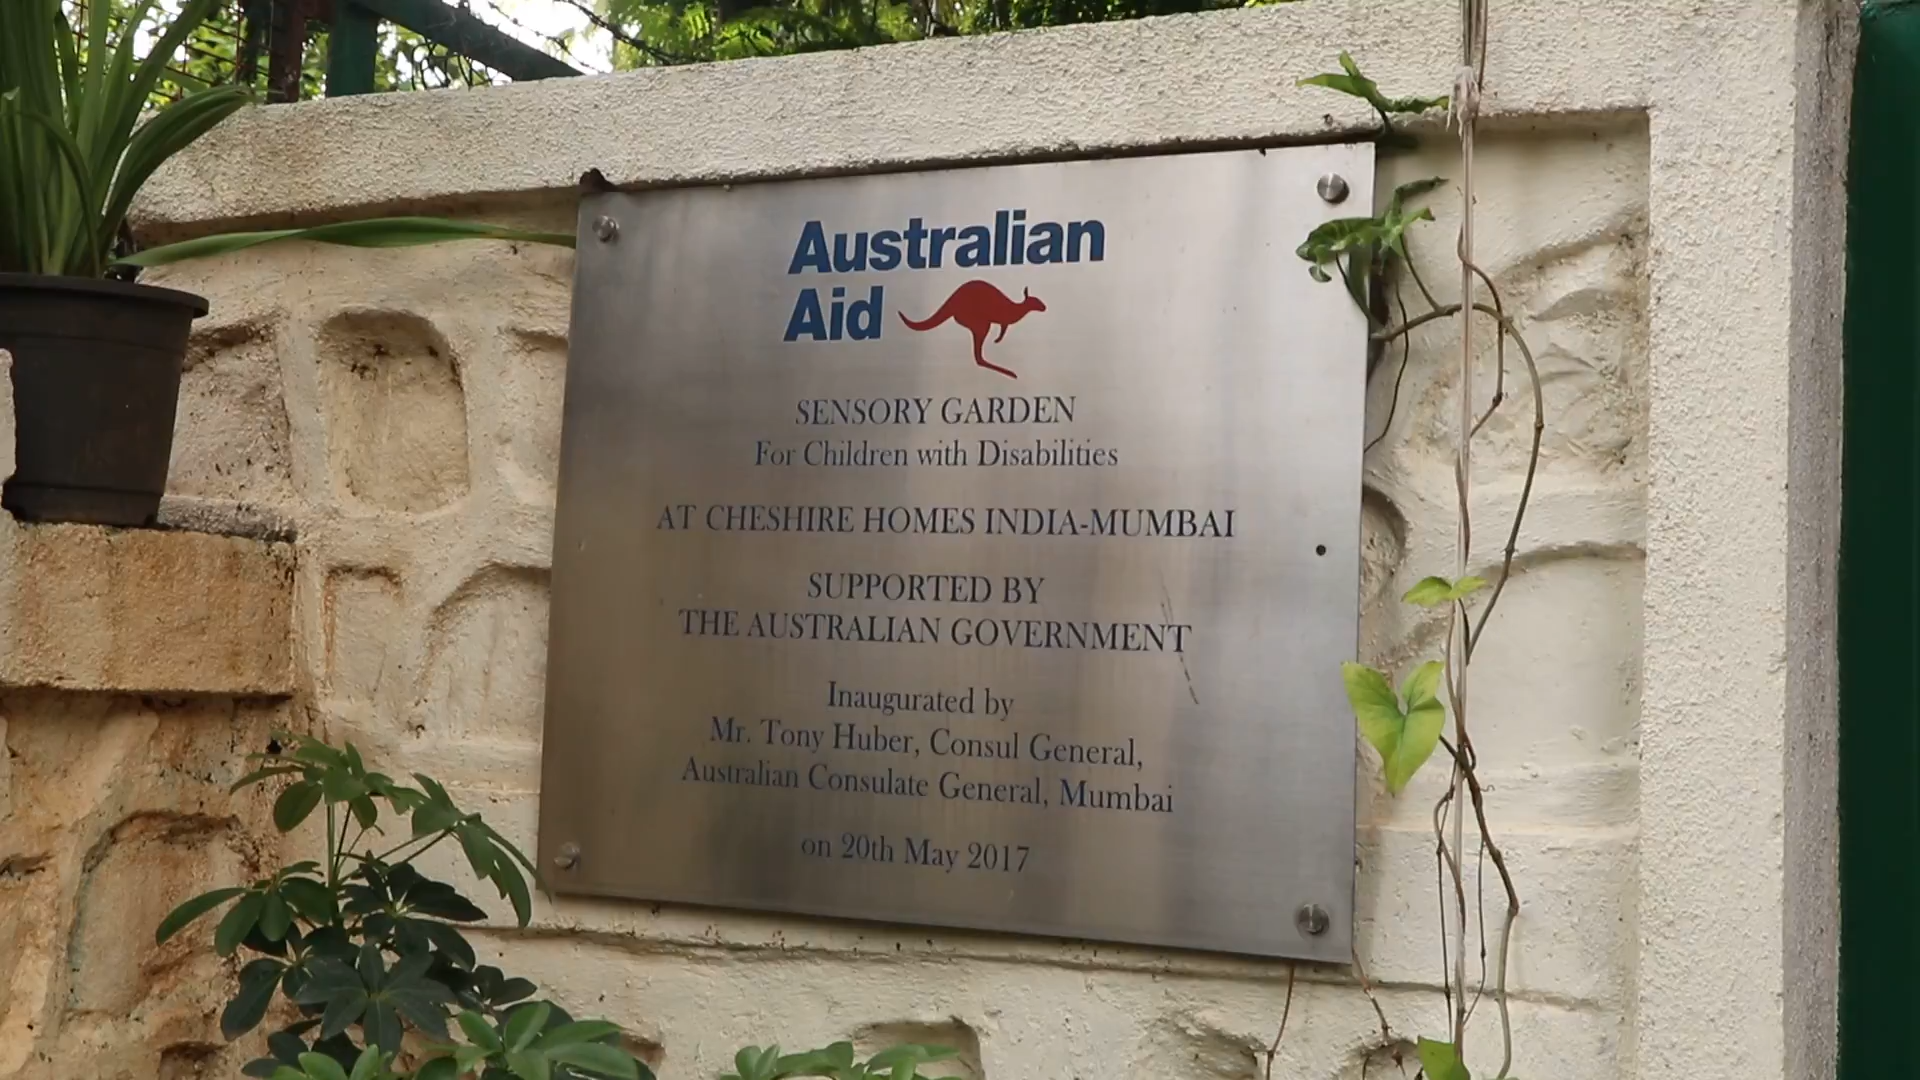 Australian
Aid
SENSORY GARDEN
For Children with Disabilities
AT CHESHIRE HOMES INDIA-MUMBAI
SUPPORTED BY
THE AUSTRALIAN GOVERNMENT
Inaugurated by
Mr. Tony Huber, Consul General,
Australian Consulate General, Mumbai
on 20th May 2017